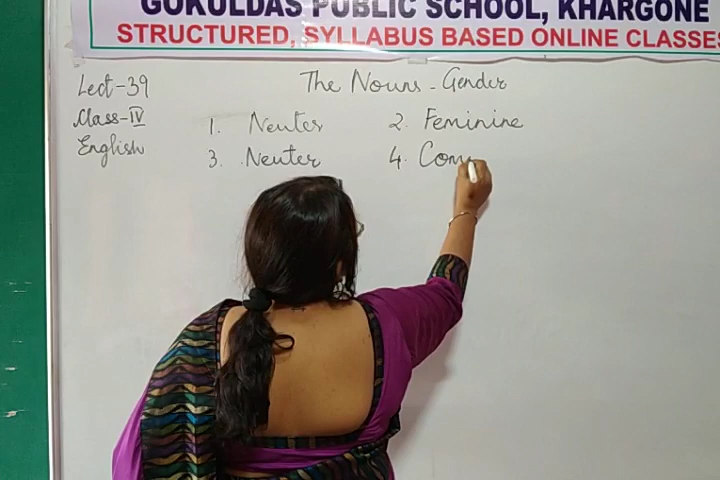 GOKULDAS PUBLIC SCHOOL, KHARGONE
STRUCTURED, SYLLABUS BASED ONLINE CLASSES
Lect-39
The Nouns - Gender
Class-IV
English
1. Neuter
2. Feminine
3. Neuter
4. Com